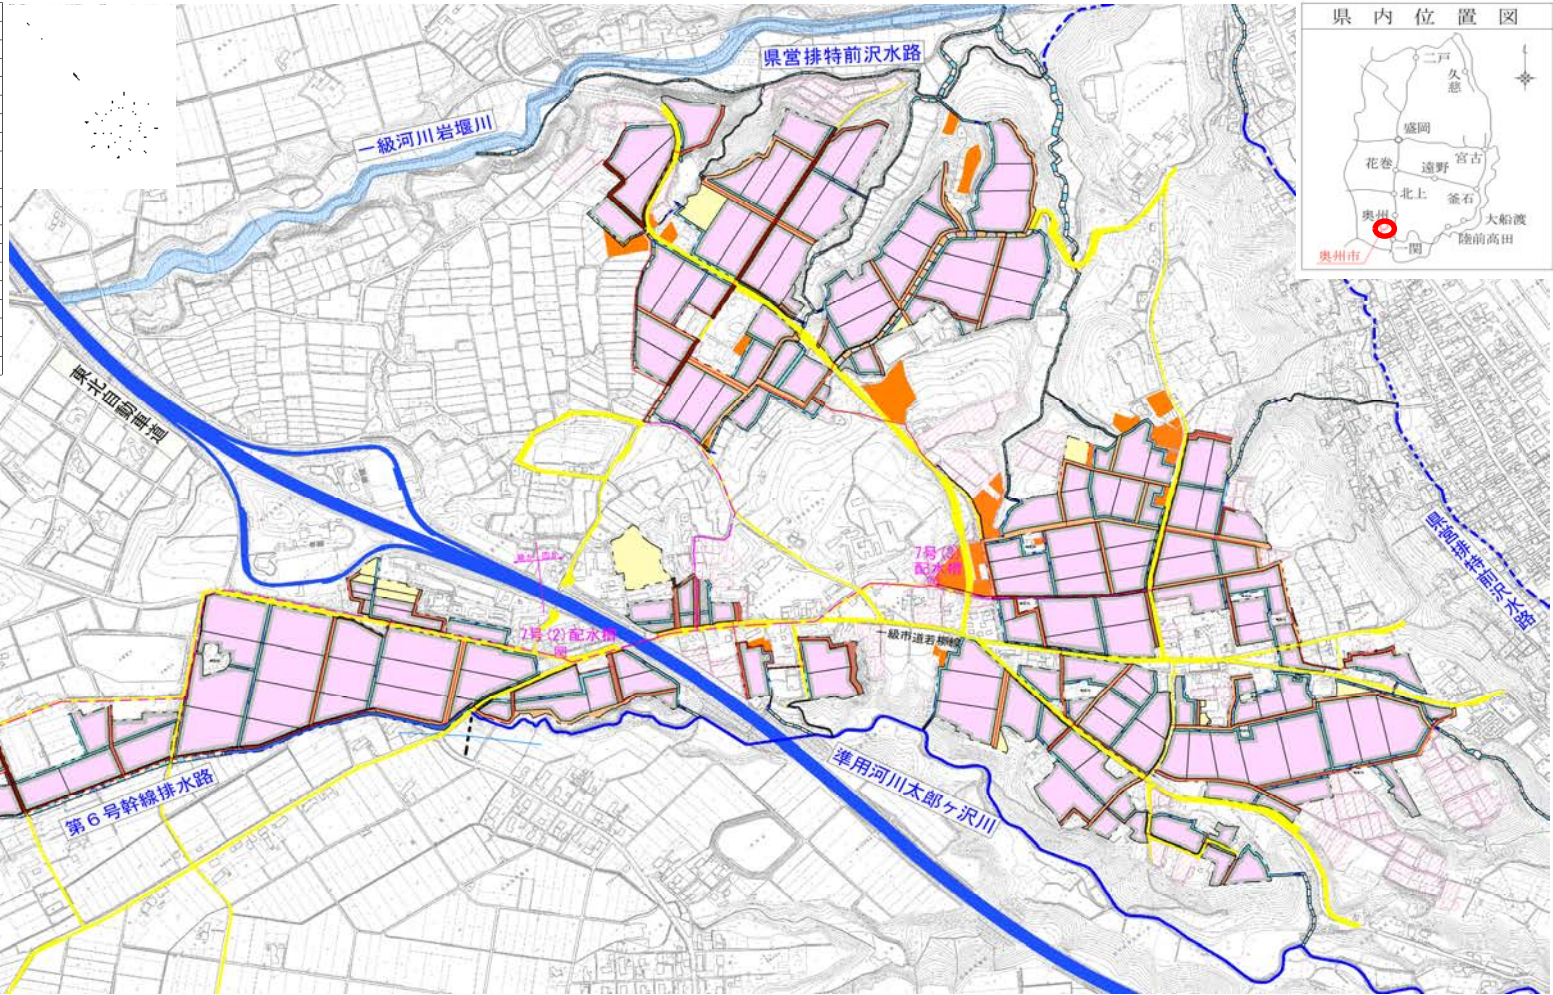 県内位置図
二戸
久慈
盛岡
宮古
花巻
遠野
北上
釜石
奥州
大船渡
陸前高田
一関
奥州市
県営排特前沢水路
一級河川岩堰川
東北自動車道
県営排特前沢水路
7号(3)
配水槽
7号(2)配水槽
一級市道若柳線
準用河川太郎ヶ沢川
第6号幹線排水路